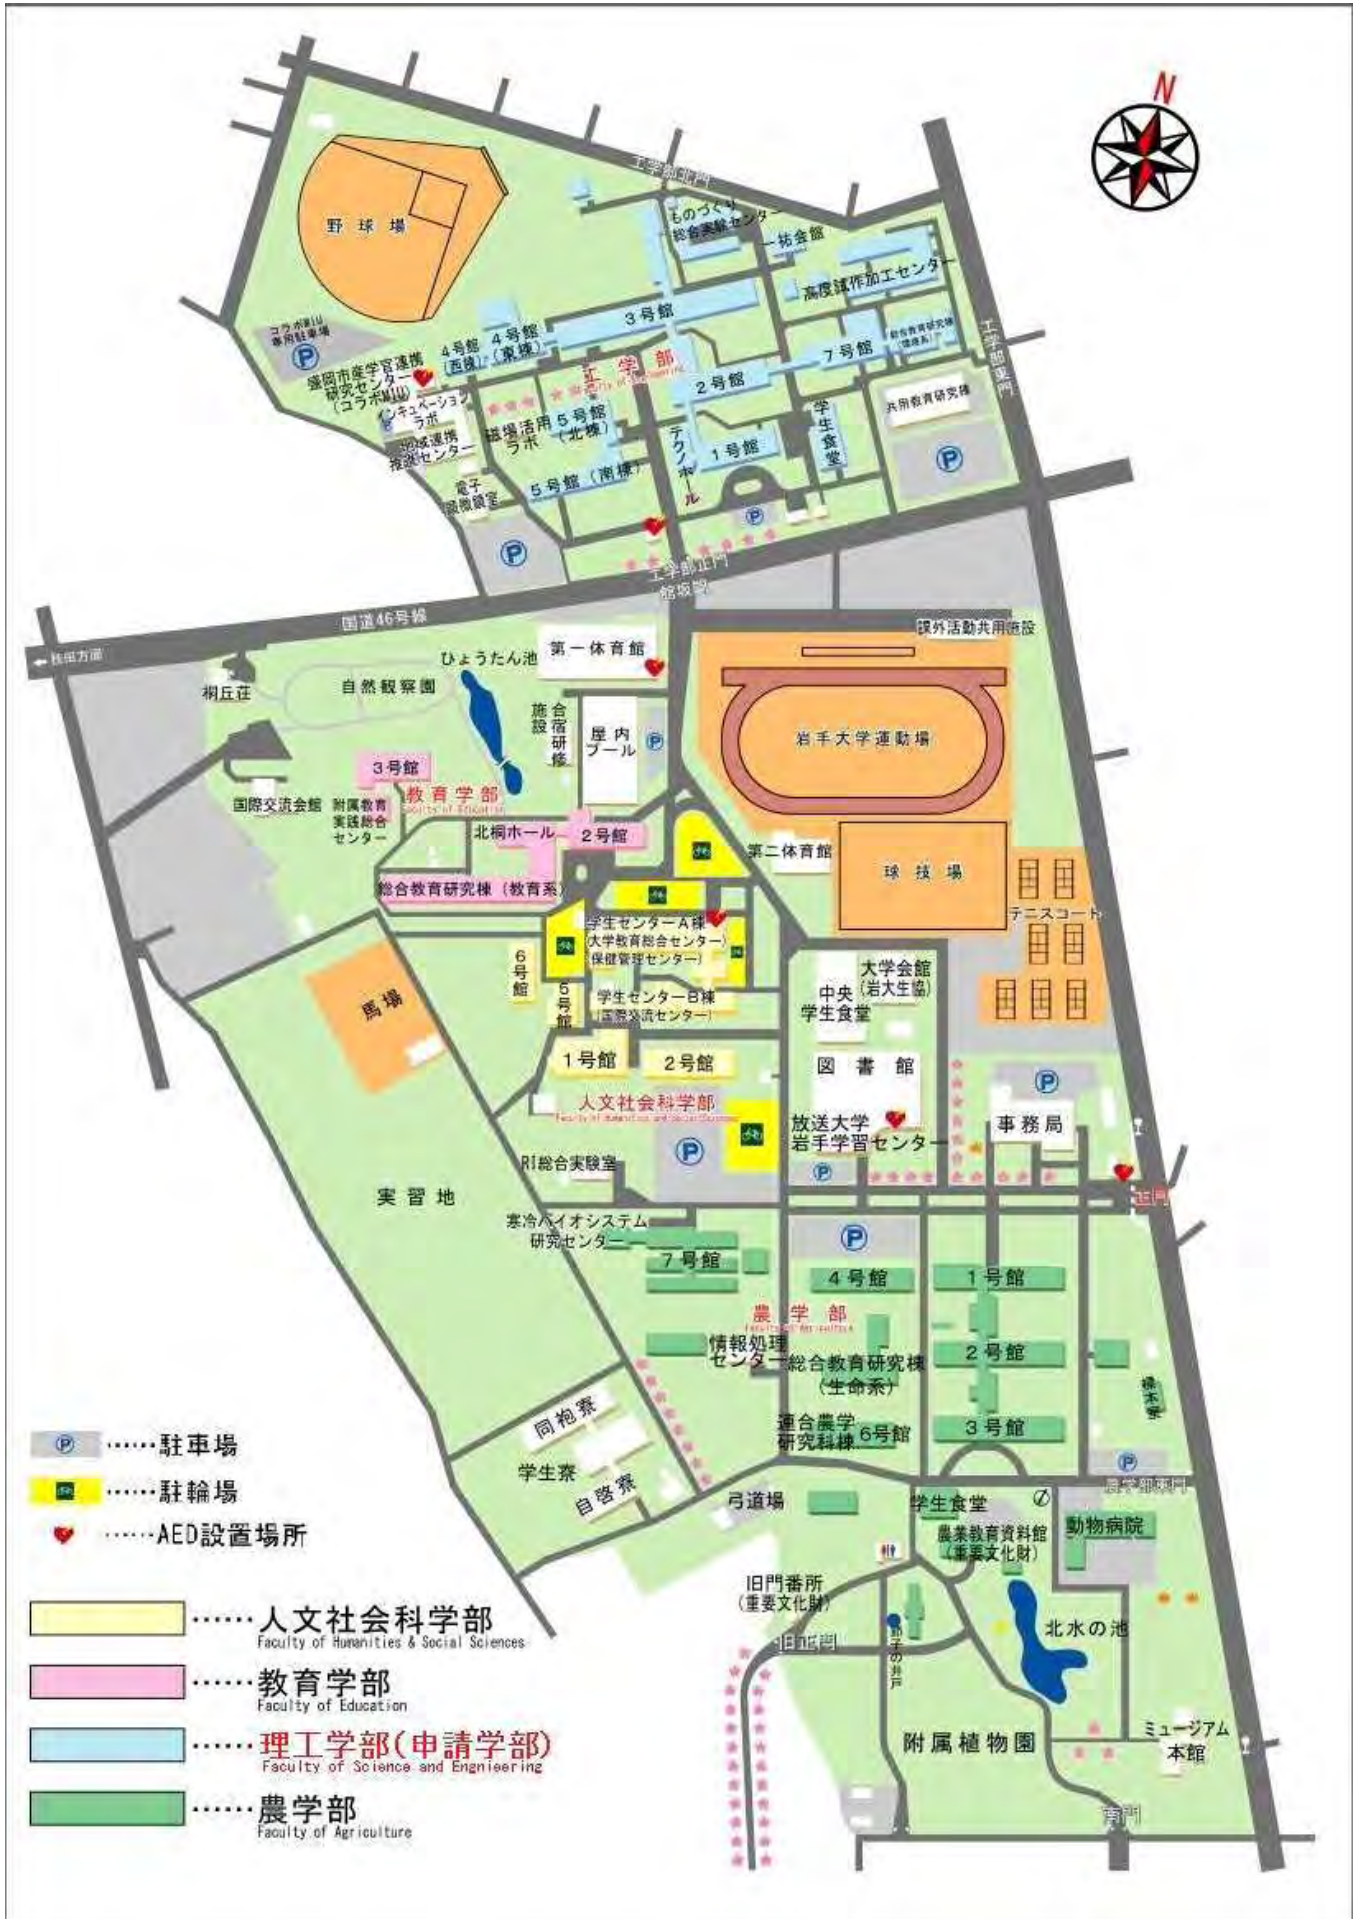 N
工学部北門
ものづくり
総合実験センター
一祐会館
野球場
高度試作加工センター
3号館
コラボMIU
専用駐車場
4号館
(西棟)
4号館
(東棟)
7号館
総合教育研究棟
工学部東門
盛岡市産学官連携
研究センター
(コラボMIU)
工学部
2号館
共用教育研究棟
インキュベーション
ラボ
磁場活用
ラボ
5号館
(北棟)
テクノホール
1号館
学生食堂
地域連携
推進センター
5号館(南棟)
電子
顕微鏡室
工学部正門
館坂門
国道46号線
課外活動共用施設
第一体育館
ひょうたん池
桐丘荘
自然観察園
合宿研修
施設
屋内
プール
岩手大学運動場
3号館
国際交流会館
教育学部
Faculty of Education
附属教育
実践総合
センター
北桐ホール
2号館
第二体育館
球技場
総合教育研究棟(教育系)
テニスコート
学生センターA棟
(大学教育総合センター)
保健管理センター)
6号館
6号館
学生センターB棟
(国際交流センター)
大学会館
(岩大生協)
中央
学生食堂
馬場
1号館
2号館
図書館
人文社会科学部
Faculty of Humanities and Social Sciences
放送大学
岩手学習センター
事務局
RI総合実験室
実習地
正門
寒冷バイオシステム
研究センター
7号館
4号館
1号館
農学部
情報処理
センター
総合教育研究棟
(生命系)
2号館
連合農学
研究科棟
6号館
3号館
同袍寮
学生寮
自啓寮
農学部東門
弓道場
学生食堂
農業教育資料館
(重要文化財)
動物病院
旧門番所
(重要文化財)
旧正門
北水の池
附属植物園
ミュージアム
本館
南門
P ……駐車場
……駐輪場
……AED設置場所
……人文社会科学部
Faculty of Humanities & Social Sciences
……教育学部
Faculty of Education
……理工学部(申請学部)
Faculty of Science and Engnieering
……農学部
Faculty of Agriculture